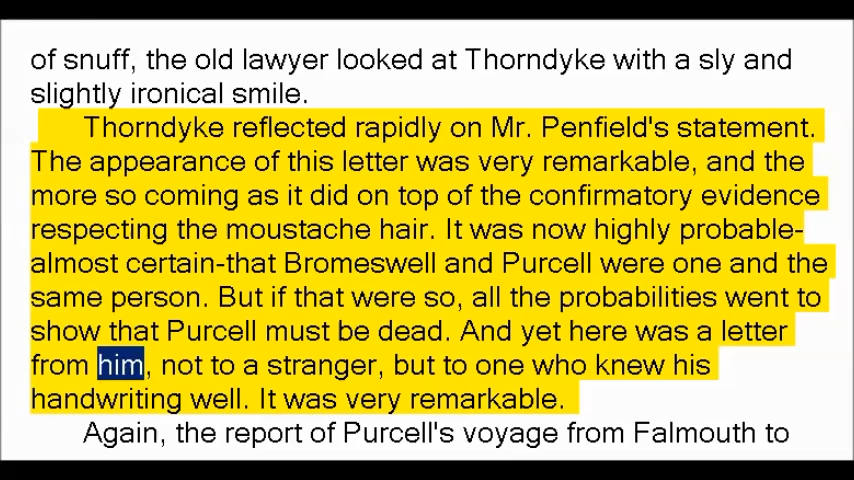 of snuff, the old lawyer looked at Thorndyke with a sly and
slightly ironical smile.
Thorndyke reflected rapidly on Mr. Penfield's statement.
The appearance of this letter was very remarkable, and the
more so coming as it did on top of the confirmatory evidence
respecting the moustache hair. It was now highly probable-
almost certain-that Bromeswell and Purcell were one and the
same person. But if that were so, all the probabilities went to
show that Purcell must be dead. And yet here was a letter
from him, not to a stranger, but to one who knew his
handwriting well. It was very remarkable.
Again, the report of Purcell's voyage from Falmouth to